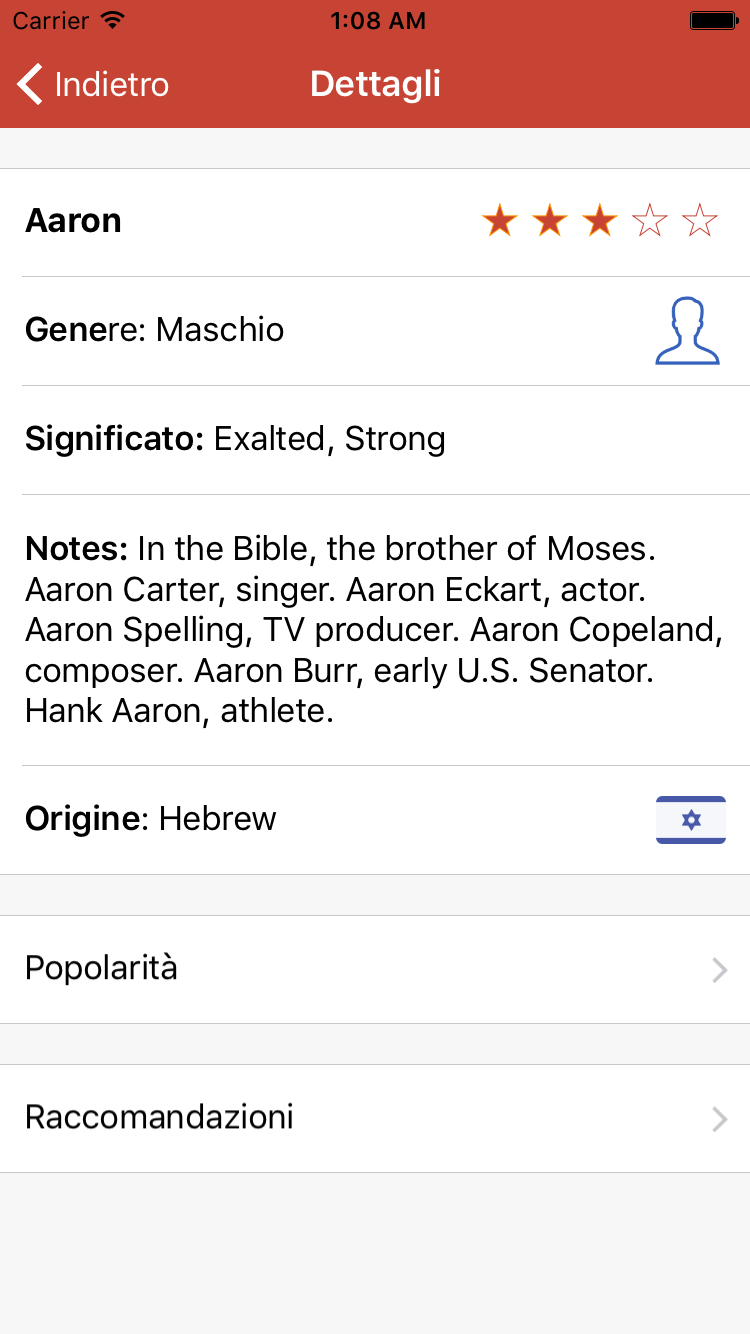 Carrier 1:08 AM
Indietro Dettagli
Aaron
Genere: Maschio
Significato: Exalted, Strong
Notes: In the Bible, the brother of Moses.
Aaron Carter, singer. Aaron Eckart, actor.
Aaron Spelling, TV producer. Aaron Copeland,
composer. Aaron Burr, early U.S. Senator.
Hank Aaron, athlete.
Origine: Hebrew
Popolarità
Raccomandazioni